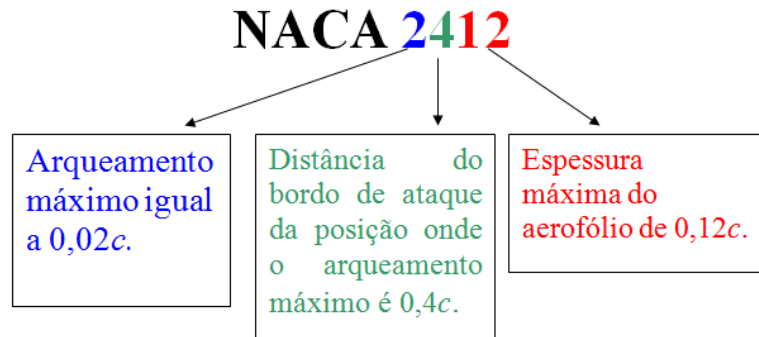 NACA 2412
Arqueamento
máximo igual
a 0,02c.
Distância do
bordo de ataque
da posição onde
o arqueamento
máximo é 0,4c.
Espessura
máxima do
aerofólio de 0,12c.